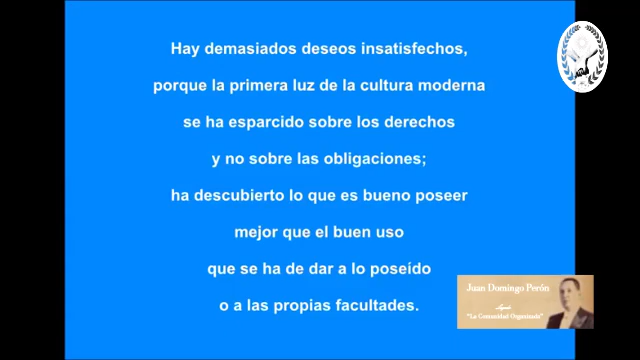 Hay demasiados deseos insatisfechos,
porque la primera luz de la cultura moderna
se ha esparcido sobre los derechos
y no sobre las obligaciones;
ha descubierto lo que es bueno poseer
mejor que el buen uso
que se ha de dar a lo poseído
o a las propias facultades.
Juan Domingo Perón
Legado
"La Comunidad Organizada"